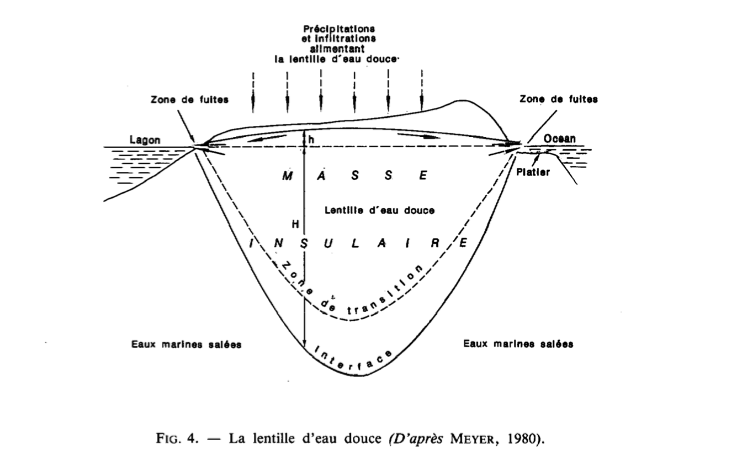 Précipitations
et infiltrations
alimentant
la lentille d'eau douce
Zone de fuites
Zone de fuites
Lagon
Ocean
h
Platier
M A S S E
Lentille d'eau douce
H
I N S U L A I R E
Zone de transition
Interface
Eaux marines salées
Eaux marines salées
FIG. 4. — La lentille d'eau douce (D'après MEYER, 1980).